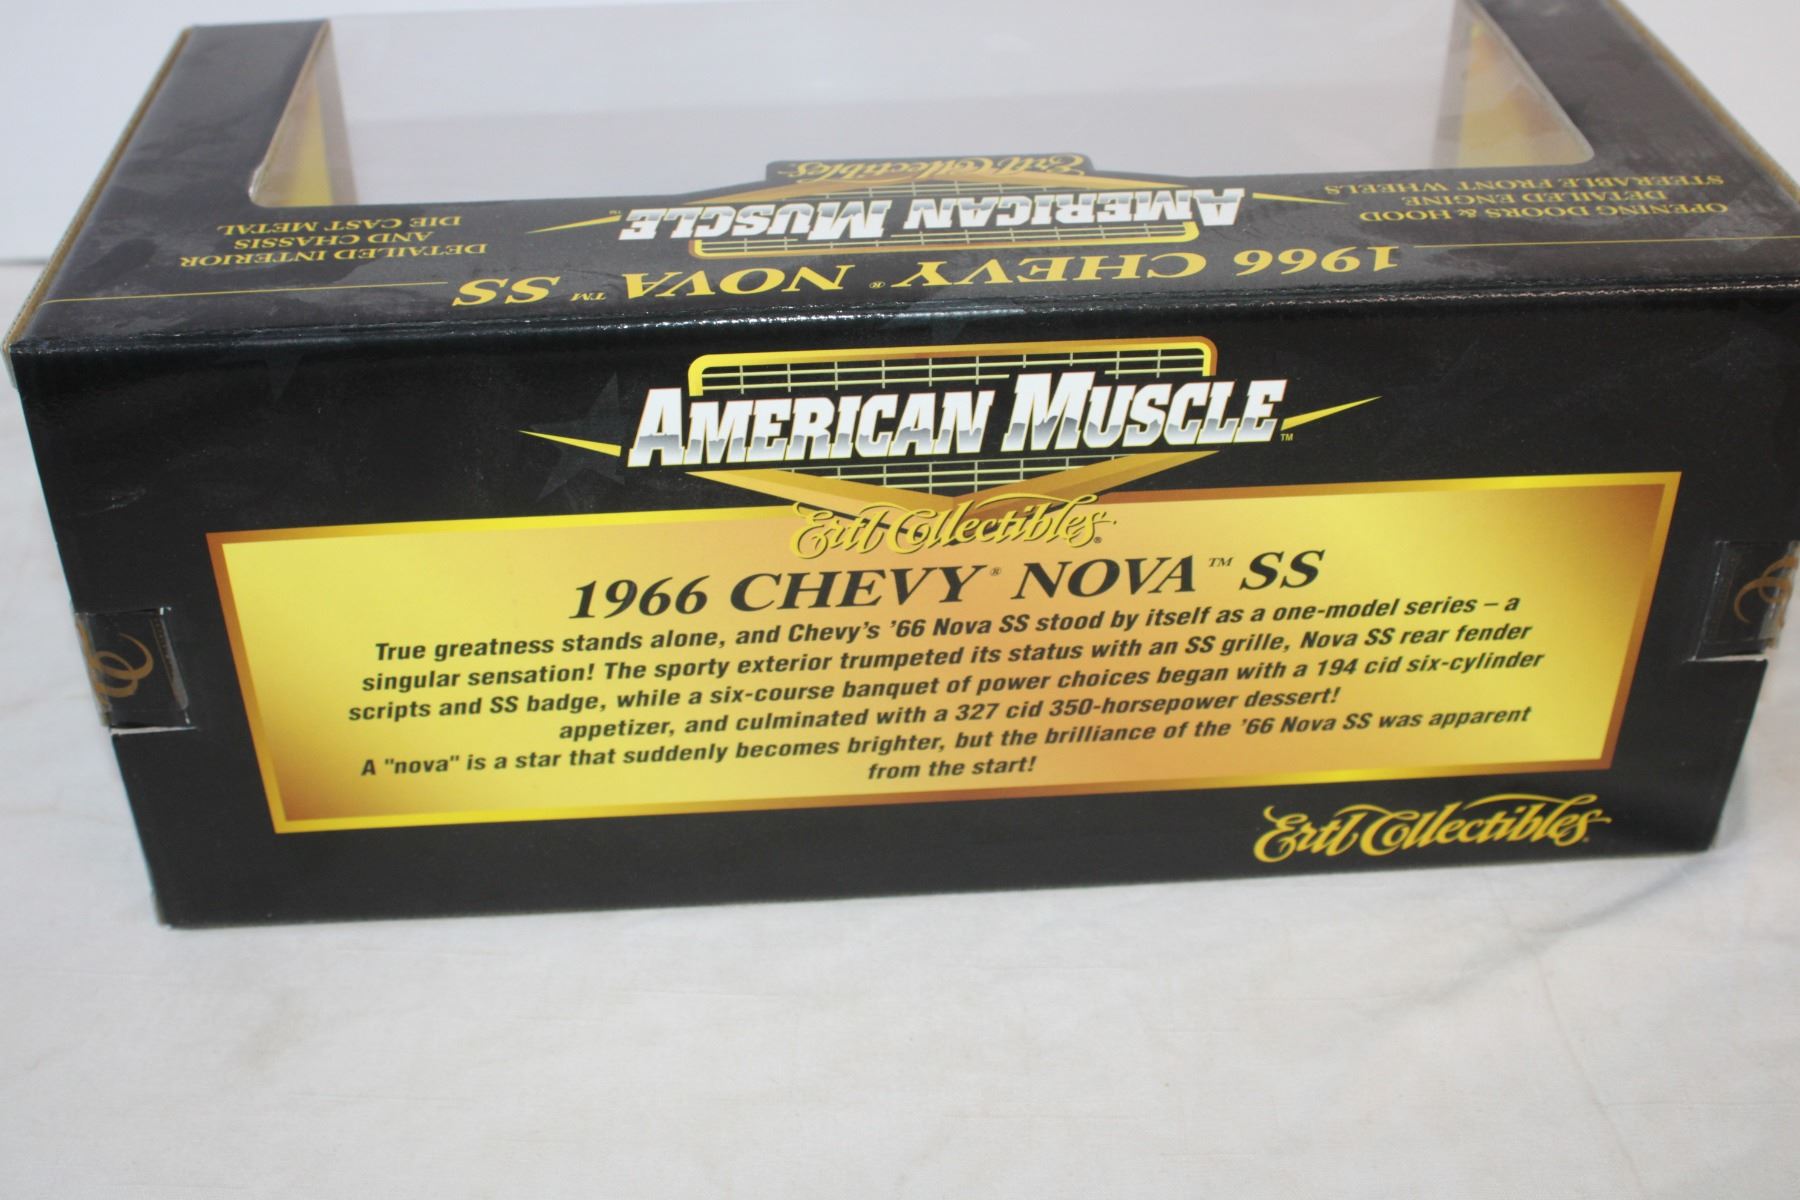 Ertl Collectibles
AMERICAN MUSCLE™
1966 CHEVY® NOVA™ SS
OPENING DOORS & HOOD
DETAILED ENGINE
STEERABLE FRONT WHEELS
DETAILED INTERIOR
AND CHASSIS
DIE CAST METAL
AMERICAN MUSCLE™
Ertl Collectibles®
1966 CHEVY® NOVA™ SS
True greatness stands alone, and Chevy's '66 Nova SS stood by itself as a one-model series – a
singular sensation! The sporty exterior trumpeted its status with an SS grille, Nova SS rear fender
scripts and SS badge, while a six-course banquet of power choices began with a 194 cid six-cylinder
appetizer, and culminated with a 327 cid 350-horsepower dessert!
A "nova" is a star that suddenly becomes brighter, but the brilliance of the '66 Nova SS was apparent
from the start!
Ertl Collectibles®